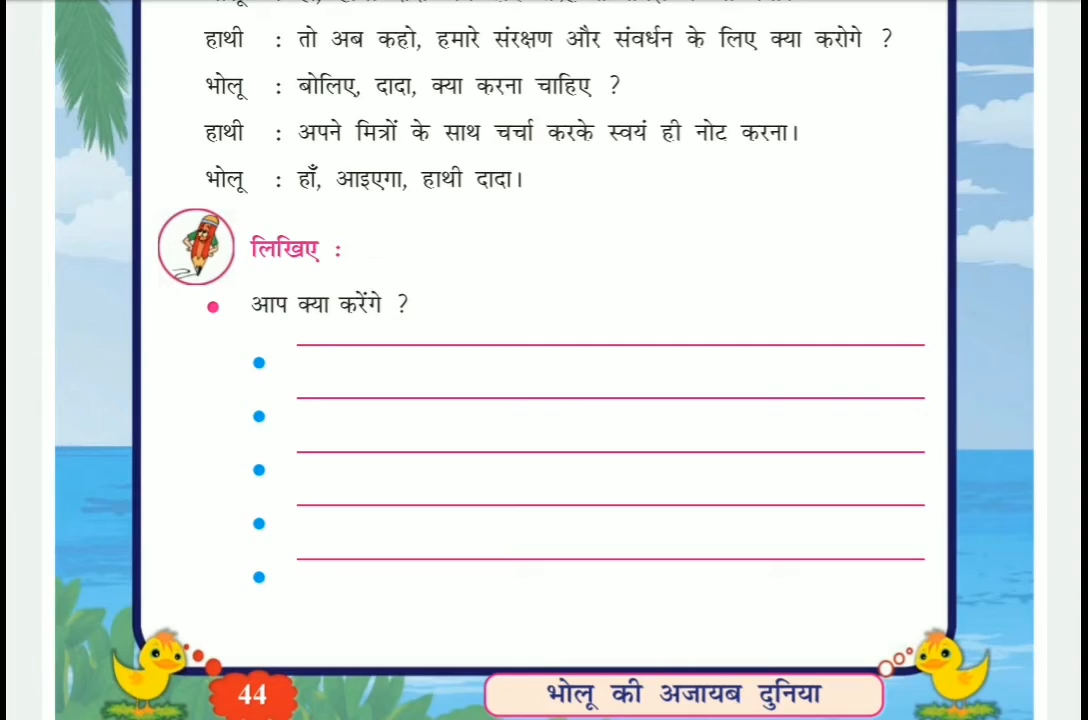 हाथी : तो अब कहो, हमारे संरक्षण और संवर्धन के लिए क्या करोगे ?
भोलू : बोलिए, दादा, क्या करना चाहिए ?
हाथी : अपने मित्रों के साथ चर्चा करके स्वयं ही नोट करना।
भोलू : हाँ, आइएगा, हाथी दादा।
लिखिए :
आप क्या करेंगे ?
44
भोलू की अजायब दुनिया